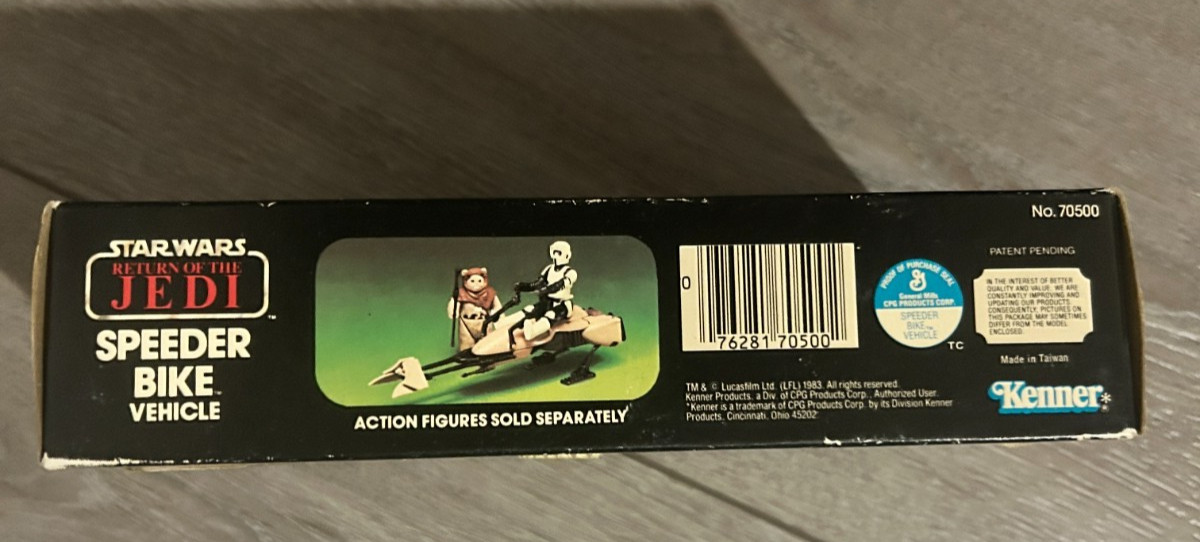 STAR WARS
RETURN OF THE
JEDI
™
SPEEDER
BIKE™
VEHICLE
ACTION FIGURES SOLD SEPARATELY
0
76281 70500
TM & © Lucasfilm Ltd. (LFL) 1983. All rights reserved.
Kenner Products, a Div. of CPG Products Corp., Authorized User.
*Kenner is a trademark of CPG Products Corp. by its Division Kenner
Products, Cincinnati, Ohio 45202
PROOF OF PURCHASE SEAL
G
General Mills
CPG PRODUCTS CORP.
SPEEDER
BIKE™
VEHICLE
TC
No. 70500
PATENT PENDING
IN THE INTEREST OF BETTER
QUALITY AND VALUE, WE ARE
CONSTANTLY IMPROVING AND
UPDATING OUR PRODUCTS.
CONSEQUENTLY, PICTURES ON
THIS PACKAGE MAY SOMETIMES
DIFFER FROM THE MODEL
ENCLOSED.
Made in Taiwan
Kenner*